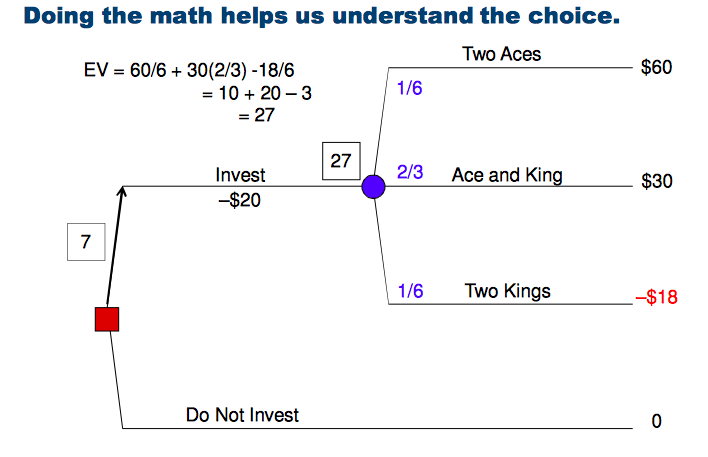 Doing the math helps us understand the choice.
EV = 60/6 + 30(2/3) -18/6
= 10 + 20 – 3
= 27
Two Aces
$60
1/6
27
Invest
–$20
2/3
Ace and King
$30
7
1/6
Two Kings
–$18
Do Not Invest
0